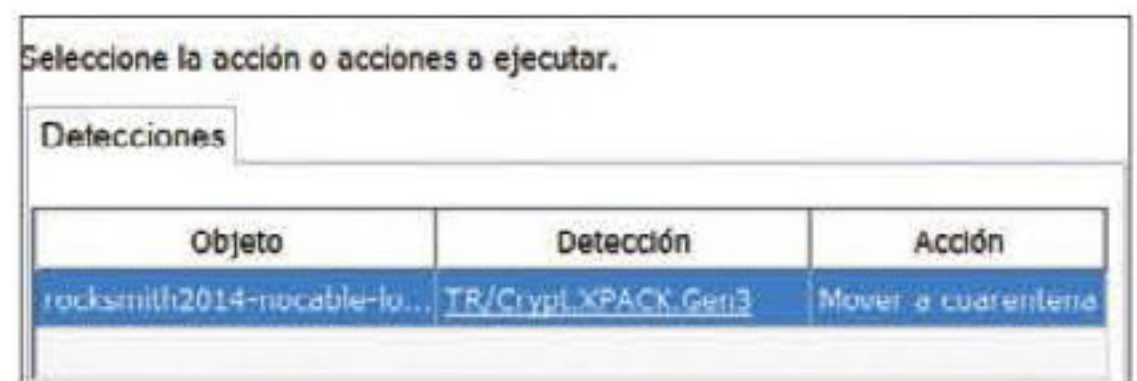 Seleccione la acción o acciones a ejecutar.
Detecciones
Objeto Detección Acción
rocksmith2014-nocable-lo... TR/Crypt.XPACK.Gen3 Mover a cuarentena